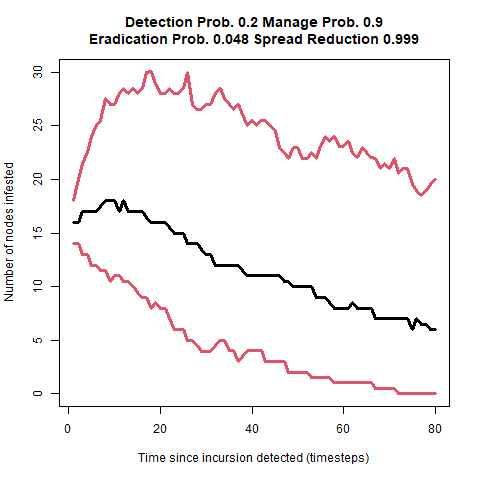 Detection Prob. 0.2 Manage Prob. 0.9
Eradication Prob. 0.048 Spread Reduction 0.999
Number of nodes infested
30
25
20
15
10
5
0
0 20 40 60 80
Time since incursion detected (timesteps)